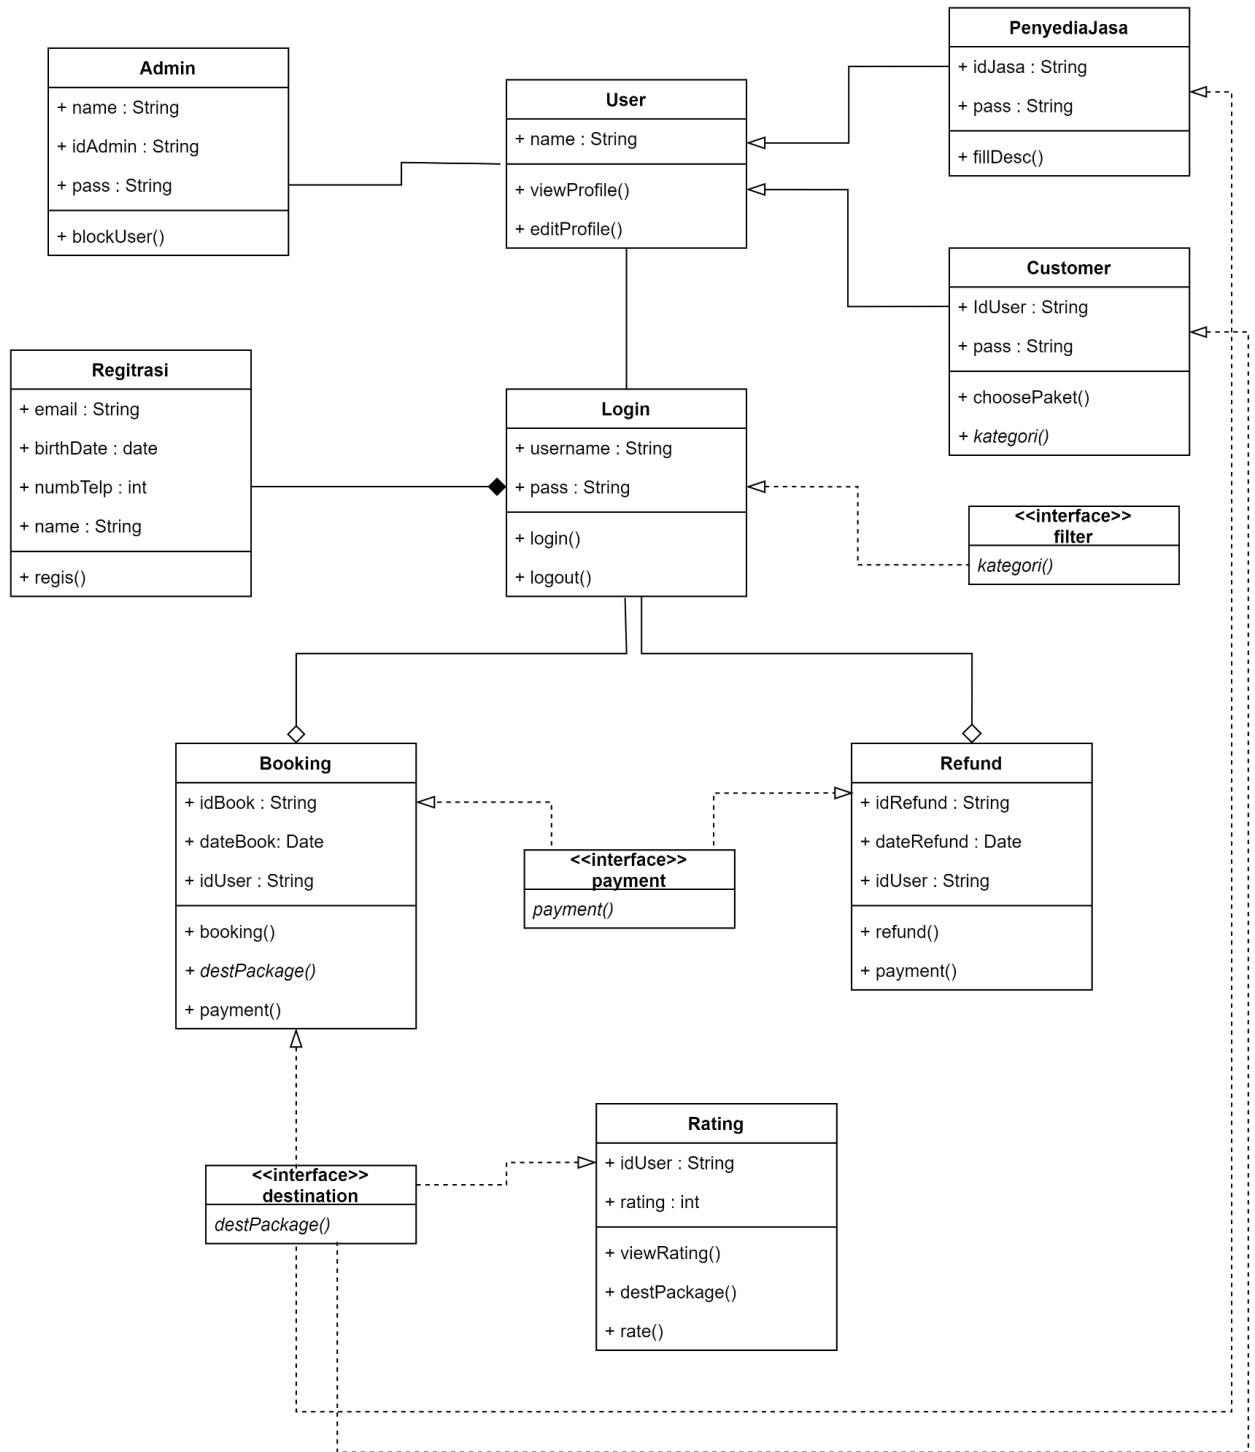 Admin
+ name : String
+ idAdmin : String
+ pass : String
+ blockUser()
User
+ name : String
+ viewProfile()
+ editProfile()
PenyediaJasa
+ idJasa : String
+ pass : String
+ fillDesc()
Customer
+ IdUser : String
+ pass : String
+ choosePaket()
+ kategori()
Regitrasi
+ email : String
+ birthDate : date
+ numbTelp : int
+ name : String
+ regis()
Login
+ username : String
+ pass : String
+ login()
+ logout()
<<interface>>
filter
kategori()
Booking
+ idBook : String
+ dateBook: Date
+ idUser : String
+ booking()
+ destPackage()
+ payment()
<<interface>>
payment
payment()
Refund
+ idRefund : String
+ dateRefund : Date
+ idUser : String
+ refund()
+ payment()
<<interface>>
destination
destPackage()
Rating
+ idUser : String
+ rating : int
+ viewRating()
+ destPackage()
+ rate()